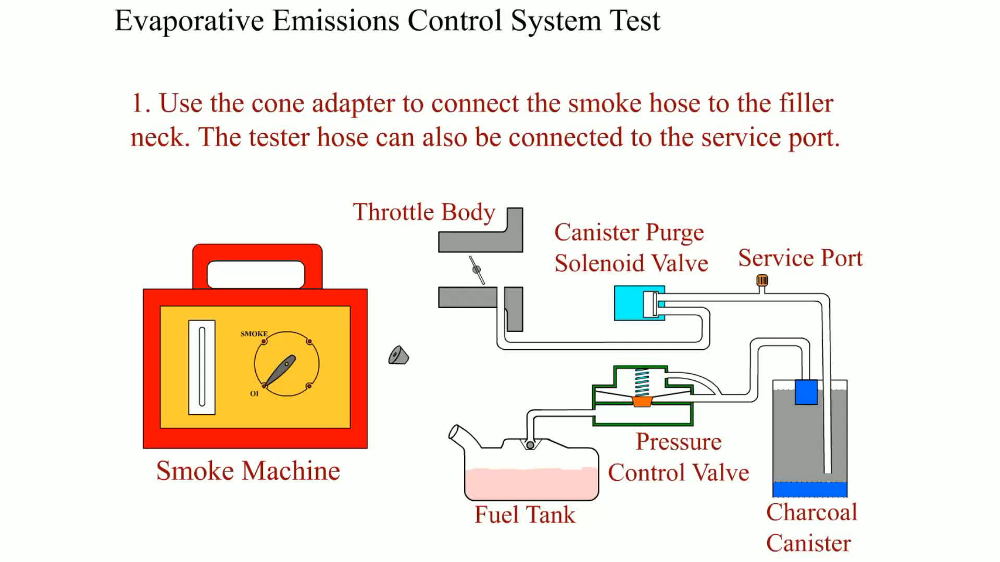 Evaporative Emissions Control System Test
1. Use the cone adapter to connect the smoke hose to the filler
neck. The tester hose can also be connected to the service port.
Throttle Body
Canister Purge
Solenoid Valve
Service Port
SMOKE
OI
Pressure
Control Valve
Smoke Machine
Fuel Tank
Charcoal
Canister